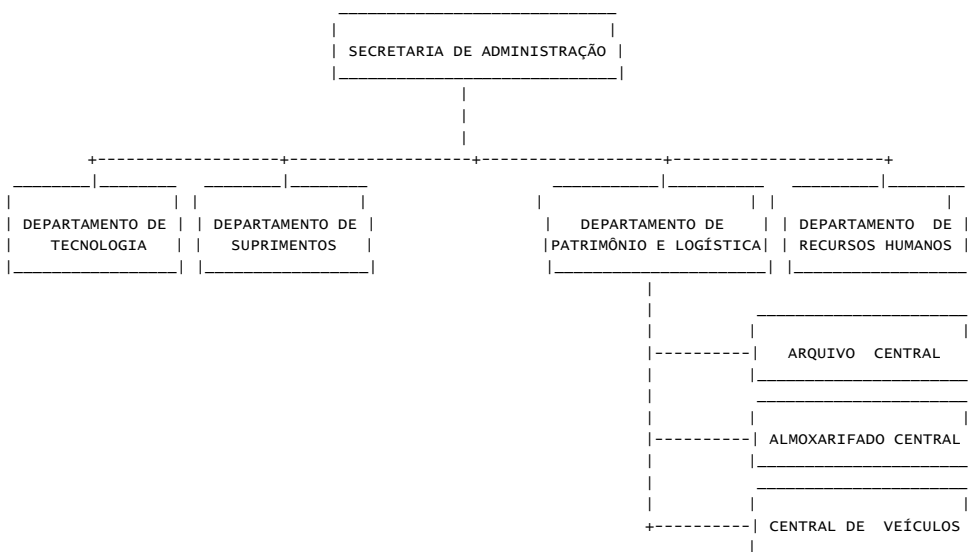 SECRETARIA DE ADMINISTRAÇÃO
DEPARTAMENTO DE
TECNOLOGIA
DEPARTAMENTO DE
SUPRIMENTOS
DEPARTAMENTO DE
PATRIMÔNIO E LOGÍSTICA
DEPARTAMENTO DE
RECURSOS HUMANOS
ARQUIVO CENTRAL
ALMOXARIFADO CENTRAL
CENTRAL DE VEÍCULOS